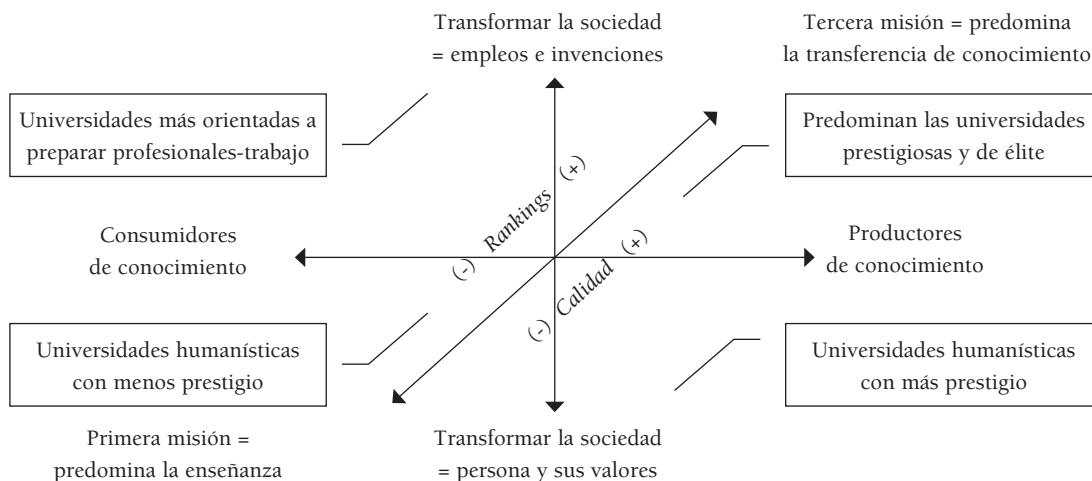 Transformar la sociedad
= empleos e invenciones
Tercera misión = predomina
la transferencia de conocimiento
Universidades más orientadas a
preparar profesionales-trabajo
Predominan las universidades
prestigiosas y de élite
(-) Rankings (+)
Consumidores
de conocimiento
Productores
de conocimiento
(-) Calidad (+)
Universidades humanísticas
con menos prestigio
Universidades humanísticas
con más prestigio
Primera misión =
predomina la enseñanza
Transformar la sociedad
= persona y sus valores